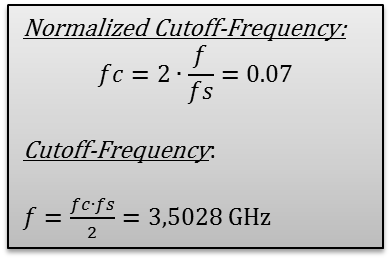 Normalized Cutoff-Frequency:
fc = 2 · f/fs = 0.07
Cutoff-Frequency:
f = fc·fs/2 = 3,5028 GHz